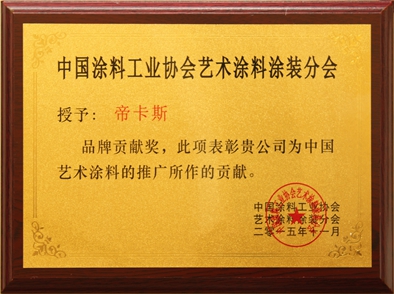 中国涂料工业协会艺术涂料涂装分会
授予：帝卡斯
品牌贡献奖，此项表彰贵公司为中国
艺术涂料的推广所作的贡献。
中国涂料工业协会
艺术涂料涂装分会
二〇一五年十一月